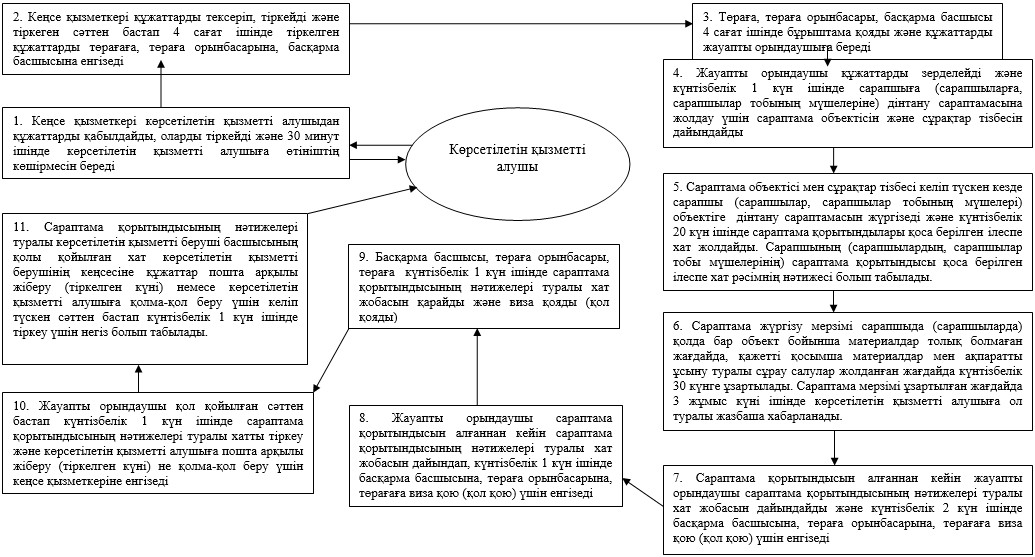 2. Кеңсе қызметкері құжаттарды тексеріп, тіркейді және
тіркеген сәттен бастап 4 сағат ішінде тіркелген
құжаттарды төрағаға, төраға орынбасарына, басқарма
басшысына енгізеді
3. Төраға, төраға орынбасары, басқарма басшысы
4 сағат ішінде бұрыштама қояды және құжаттарды
жауапты орындаушыға береді
4. Жауапты орындаушы құжаттарды зерделейді және
күнтізбелік 1 күн ішінде сарапшыға (сарапшыларға,
сарапшылар тобының мүшелеріне) дінтану сараптамасына
жолдау үшін сараптама объектісін және сұрақтар тізбесін
дайындайды
1. Кеңсе қызметкері көрсетілетін қызметті алушыдан
құжаттарды қабылдайды, оларды тіркейді және 30 минут
ішінде көрсетілетін қызметті алушыға өтініштің
көшірмесін береді
Көрсетілетін қызметті
алушы
5. Сараптама объектісі мен сұрақтар тізбесі келіп түскен кезде
сарапшы (сарапшылар, сарапшылар тобының мүшелері)
объектіге дінтану сараптамасын жүргізеді және күнтізбелік
20 күн ішінде сараптама қорытындылары қоса берілген ілеспе
хат жолдайды. Сарапшының (сарапшылардың, сарапшылар
тобы мүшелерінің) сараптама қорытындысы қоса берілген
ілеспе хат рәсімнің нәтижесі болып табылады.
11. Сараптама қорытындысының нәтижелері
туралы көрсетілетін қызметті беруші басшысының
қолы қойылған хат көрсетілетін қызметті
берушінің кеңсесіне құжаттар пошта арқылы
жіберу (тіркелген күні) немесе көрсетілетін
қызметті алушыға қолма-қол беру үшін келіп
түскен сәттен бастап күнтізбелік 1 күн ішінде
тіркеу үшін негіз болып табылады.
9. Басқарма басшысы, төраға орынбасары,
төраға күнтізбелік 1 күн ішінде сараптама
қорытындысының нәтижелері туралы хат
жобасын қарайды және виза қояды (қол
қояды)
6. Сараптама жүргізу мерзімі сарапшыда (сарапшыларда)
қолда бар объект бойынша материалдар толық болмаған
жағдайда, қажетті қосымша материалдар мен ақпаратты
ұсыну туралы сұрау салулар жолданған жағдайда күнтізбелік
30 күнге ұзартылады. Сараптама мерзімі ұзартылған жағдайда
3 жұмыс күні ішінде көрсетілетін қызметті алушыға ол
туралы жазбаша хабарланады.
10. Жауапты орындаушы қол қойылған сәттен
бастап күнтізбелік 1 күн ішінде сараптама
қорытындысының нәтижелері туралы хатты тіркеу
және көрсетілетін қызметті алушыға пошта арқылы
жіберу (тіркелген күні) не қолма-қол беру үшін
кеңсе қызметкеріне енгізеді
8. Жауапты орындаушы сараптама
қорытындысын алғаннан кейін сараптама
қорытындысының нәтижелері туралы хат
жобасын дайындап, күнтізбелік 1 күн ішінде
басқарма басшысына, төраға орынбасарына,
төрағаға виза қою (қол қою) үшін енгізеді
7. Сараптама қорытындысын алғаннан кейін жауапты
орындаушы сараптама қорытындысының нәтижелері туралы
хат жобасын дайындайды және күнтізбелік 2 күн ішінде
басқарма басшысына, төраға орынбасарына, төрағаға виза
қою (қол қою) үшін енгізеді